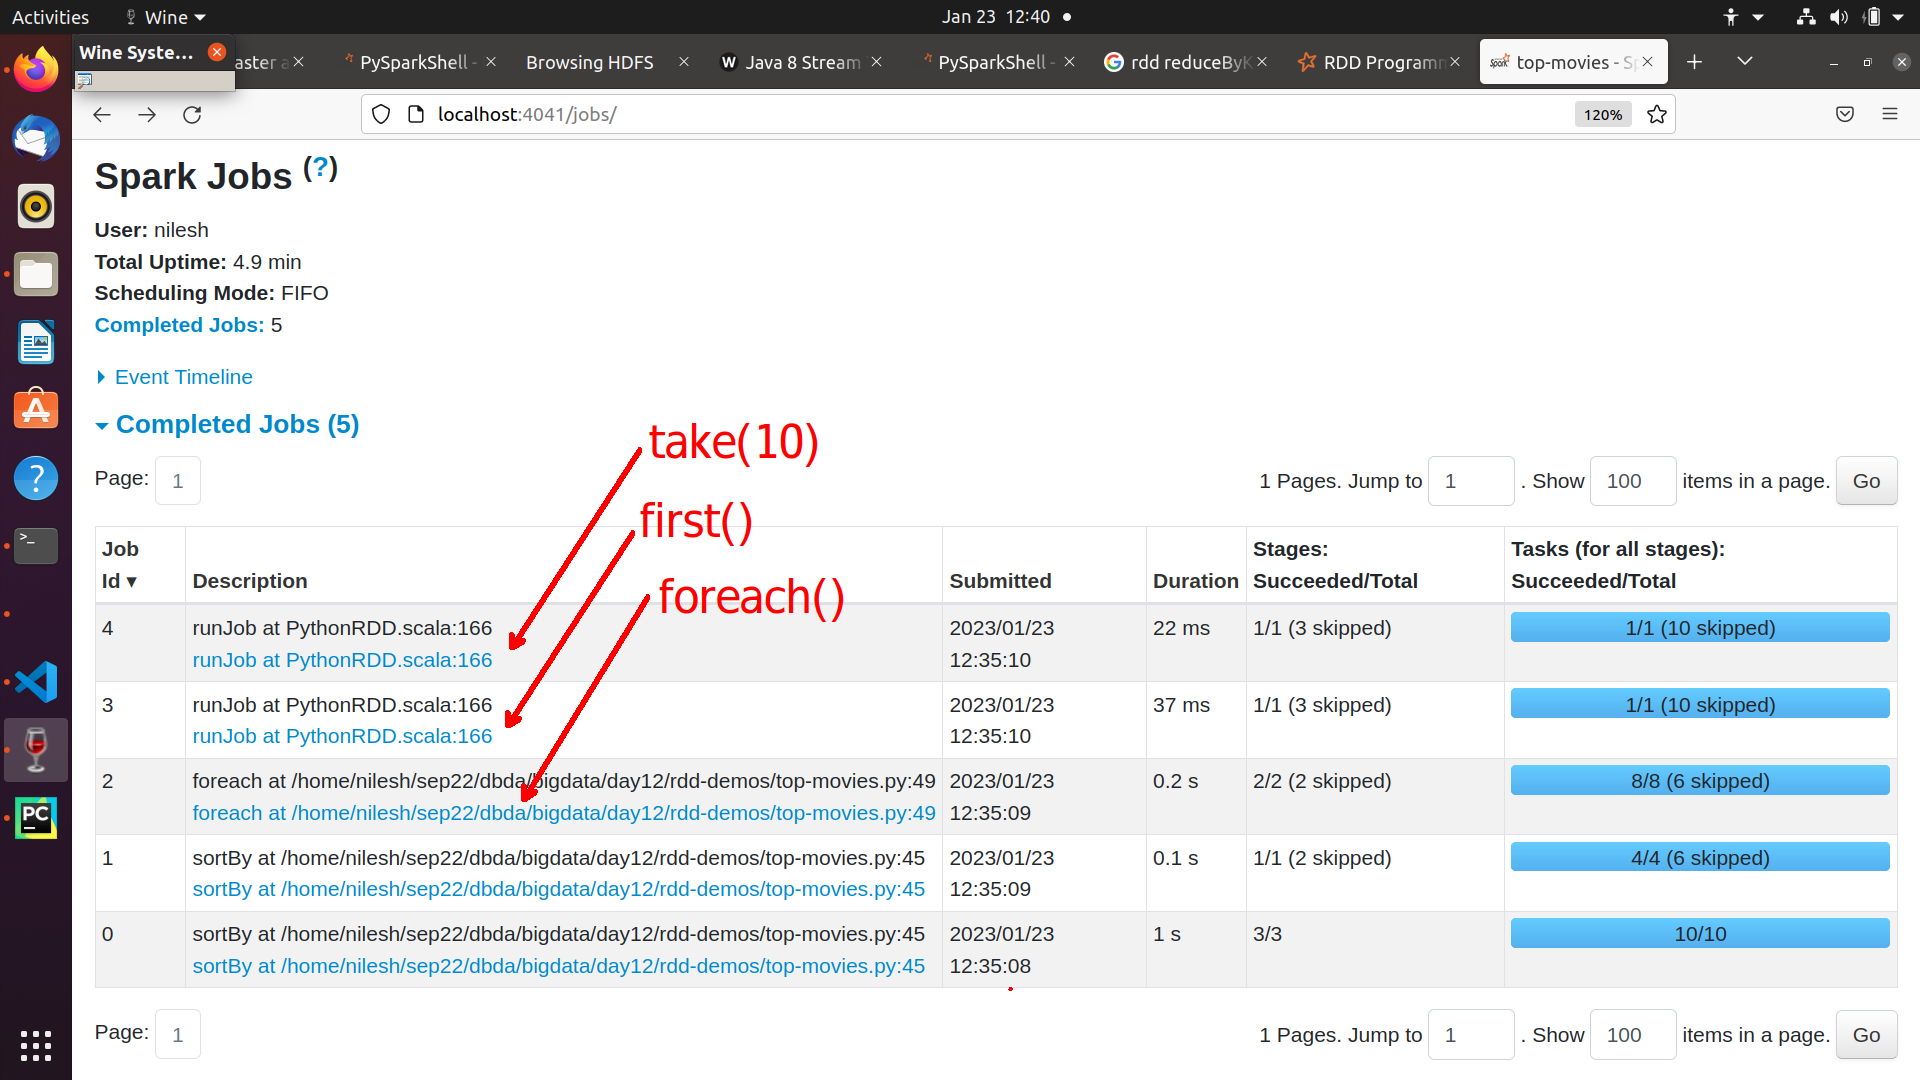 Activities
Wine
Jan 23 12:40
Wine Syste...
aster a
PySparkShell -
Browsing HDFS
W Java 8 Stream
PySparkShell -
G rdd reduceByK
RDD Programm
Spark top-movies - Sp
localhost:4041/jobs/
120%
Spark Jobs (?)
User: nilesh
Total Uptime: 4.9 min
Scheduling Mode: FIFO
Completed Jobs: 5
Event Timeline
Completed Jobs (5)
take(10)
first()
foreach()
Page: 1
1 Pages. Jump to 1 . Show 100 items in a page. Go
Job Id ▾ Description Submitted Duration Stages: Succeeded/Total Tasks (for all stages): Succeeded/Total
4 runJob at PythonRDD.scala:166 2023/01/23 22 ms 1/1 (3 skipped) 1/1 (10 skipped)
runJob at PythonRDD.scala:166 12:35:10
3 runJob at PythonRDD.scala:166 2023/01/23 37 ms 1/1 (3 skipped) 1/1 (10 skipped)
runJob at PythonRDD.scala:166 12:35:10
2 foreach at /home/nilesh/sep22/dbda/bigdata/day12/rdd-demos/top-movies.py:49 2023/01/23 0.2 s 2/2 (2 skipped) 8/8 (6 skipped)
foreach at /home/nilesh/sep22/dbda/bigdata/day12/rdd-demos/top-movies.py:49 12:35:09
1 sortBy at /home/nilesh/sep22/dbda/bigdata/day12/rdd-demos/top-movies.py:45 2023/01/23 0.1 s 1/1 (2 skipped) 4/4 (6 skipped)
sortBy at /home/nilesh/sep22/dbda/bigdata/day12/rdd-demos/top-movies.py:45 12:35:09
0 sortBy at /home/nilesh/sep22/dbda/bigdata/day12/rdd-demos/top-movies.py:45 2023/01/23 1 s 3/3 10/10
sortBy at /home/nilesh/sep22/dbda/bigdata/day12/rdd-demos/top-movies.py:45 12:35:08
Page: 1
1 Pages. Jump to 1 . Show 100 items in a page. Go
>_
?
PC